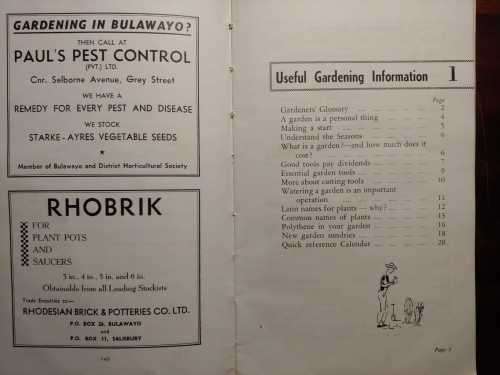 GARDENING IN BULAWAYO?
THEN CALL AT
PAUL'S PEST CONTROL
(PVT.) LTD.
Cnr. Selborne Avenue, Grey Street
WE HAVE A
REMEDY FOR EVERY PEST AND DISEASE
WE STOCK
STARKE-AYRES VEGETABLE SEEDS
★
Member of Bulawayo and District Horticultural Society
RHOBRIK
FOR
PLANT POTS
AND
SAUCERS
3 in., 4 in., 5 in. and 6 in.
Obtainable from all Leading Stockists
Trade Enquiries to—
RHODESIAN BRICK & POTTERIES CO. LTD.
P.O. BOX 26, BULAWAYO
and
P.O. BOX 11, SALISBURY
Useful Gardening Information 1
Page
Gardeners' Glossary 2
A garden is a personal thing 4
Making a start 5
Understand the Seasons 6
What is a garden?—and how much does it
cost? 6
Good tools pay dividends 7
Essential garden tools 9
More about cutting tools 10
Watering a garden is an important
operation 11
Latin names for plants — why? 12
Common names of plants 15
Polythene in your garden 16
New garden sundries 18
Quick reference Calendar 20
Page 1